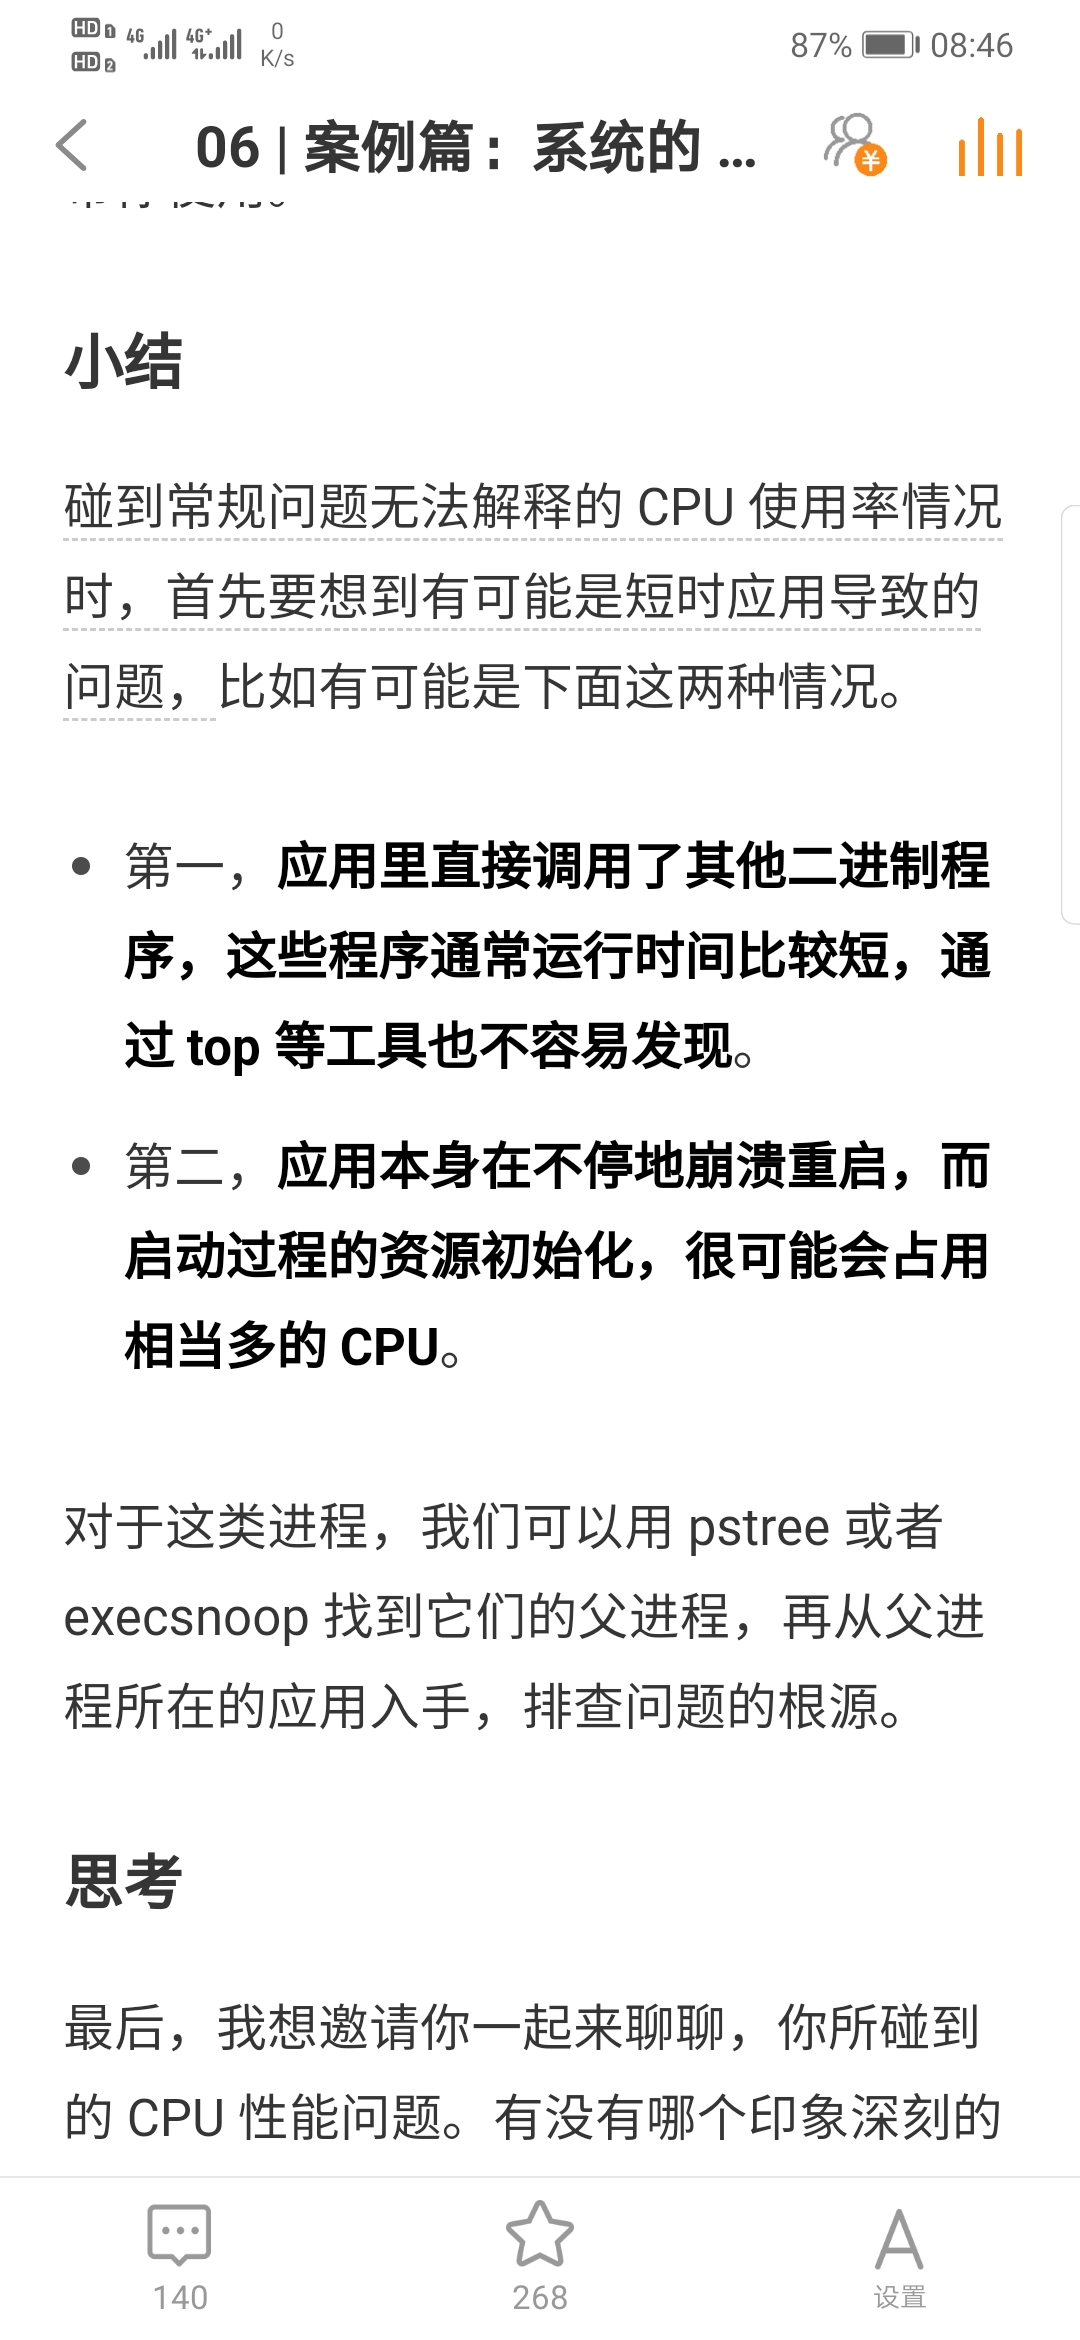 HD 1 4G 4G+ 0 87% 08:46
HD 2 K/s
06 | 案例篇：系统的 ...
小结
碰到常规问题无法解释的 CPU 使用率情况
时，首先要想到有可能是短时应用导致的
问题，比如有可能是下面这两种情况。
• 第一，应用里直接调用了其他二进制程
序，这些程序通常运行时间比较短，通
过 top 等工具也不容易发现。
• 第二，应用本身在不停地崩溃重启，而
启动过程的资源初始化，很可能会占用
相当多的 CPU。
对于这类进程，我们可以用 pstree 或者
execsnoop 找到它们的父进程，再从父进
程所在的应用入手，排查问题的根源。
思考
最后，我想邀请你一起来聊聊，你所碰到
的 CPU 性能问题。有没有哪个印象深刻的
140 268 设置